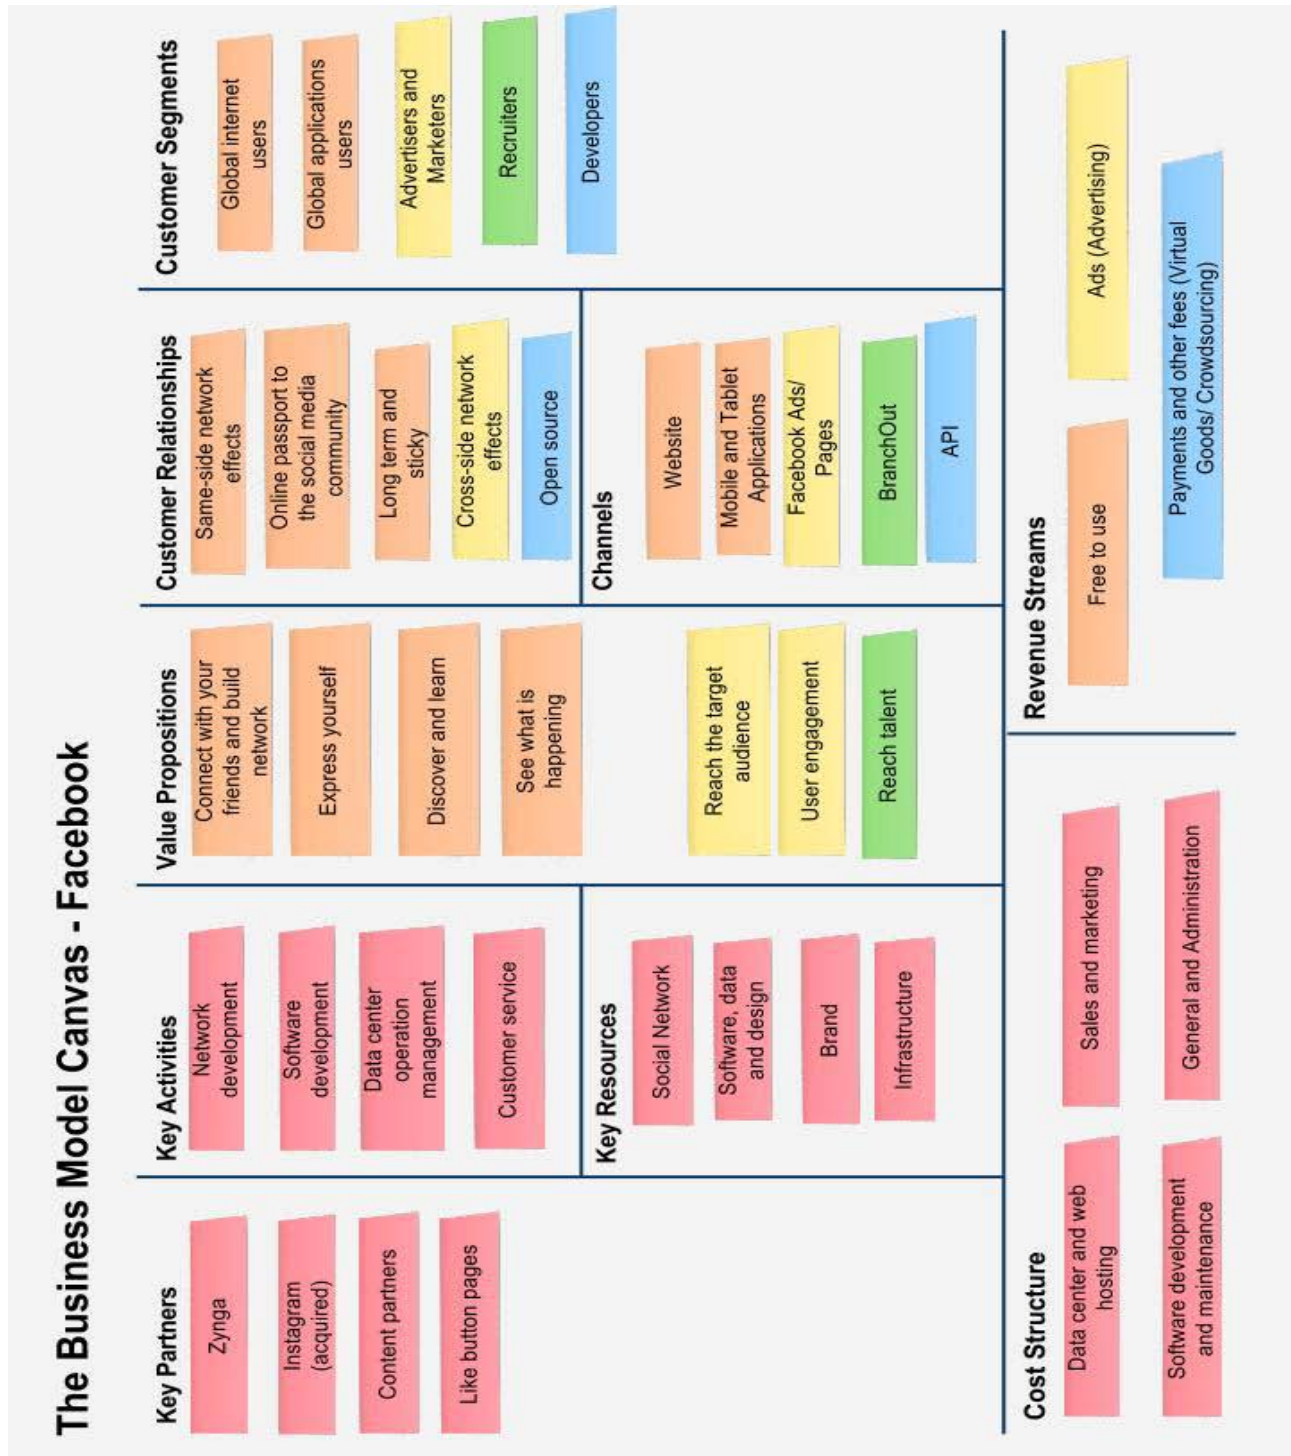 The Business Model Canvas - Facebook
Key Partners
Zynga
Instagram
(acquired)
Content partners
Like button pages
Key Activities
Network
development
Software
development
Data center
operation
management
Customer service
Key Resources
Social Network
Software, data
and design
Brand
Infrastructure
Value Propositions
Connect with your
friends and build
network
Express yourself
Discover and learn
See what is
happening
Reach the target
audience
User engagement
Reach talent
Customer Relationships
Same-side network
effects
Online passport to
the social media
community
Long term and
sticky
Cross-side network
effects
Open source
Channels
Website
Mobile and Tablet
Applications
Facebook Ads/
Pages
BranchOut
API
Customer Segments
Global internet
users
Global applications
users
Advertisers and
Marketers
Recruiters
Developers
Cost Structure
Data center and web
hosting
Sales and marketing
Software development
and maintenance
General and Administration
Revenue Streams
Free to use
Ads (Advertising)
Payments and other fees (Virtual
Goods/ Crowdsourcing)